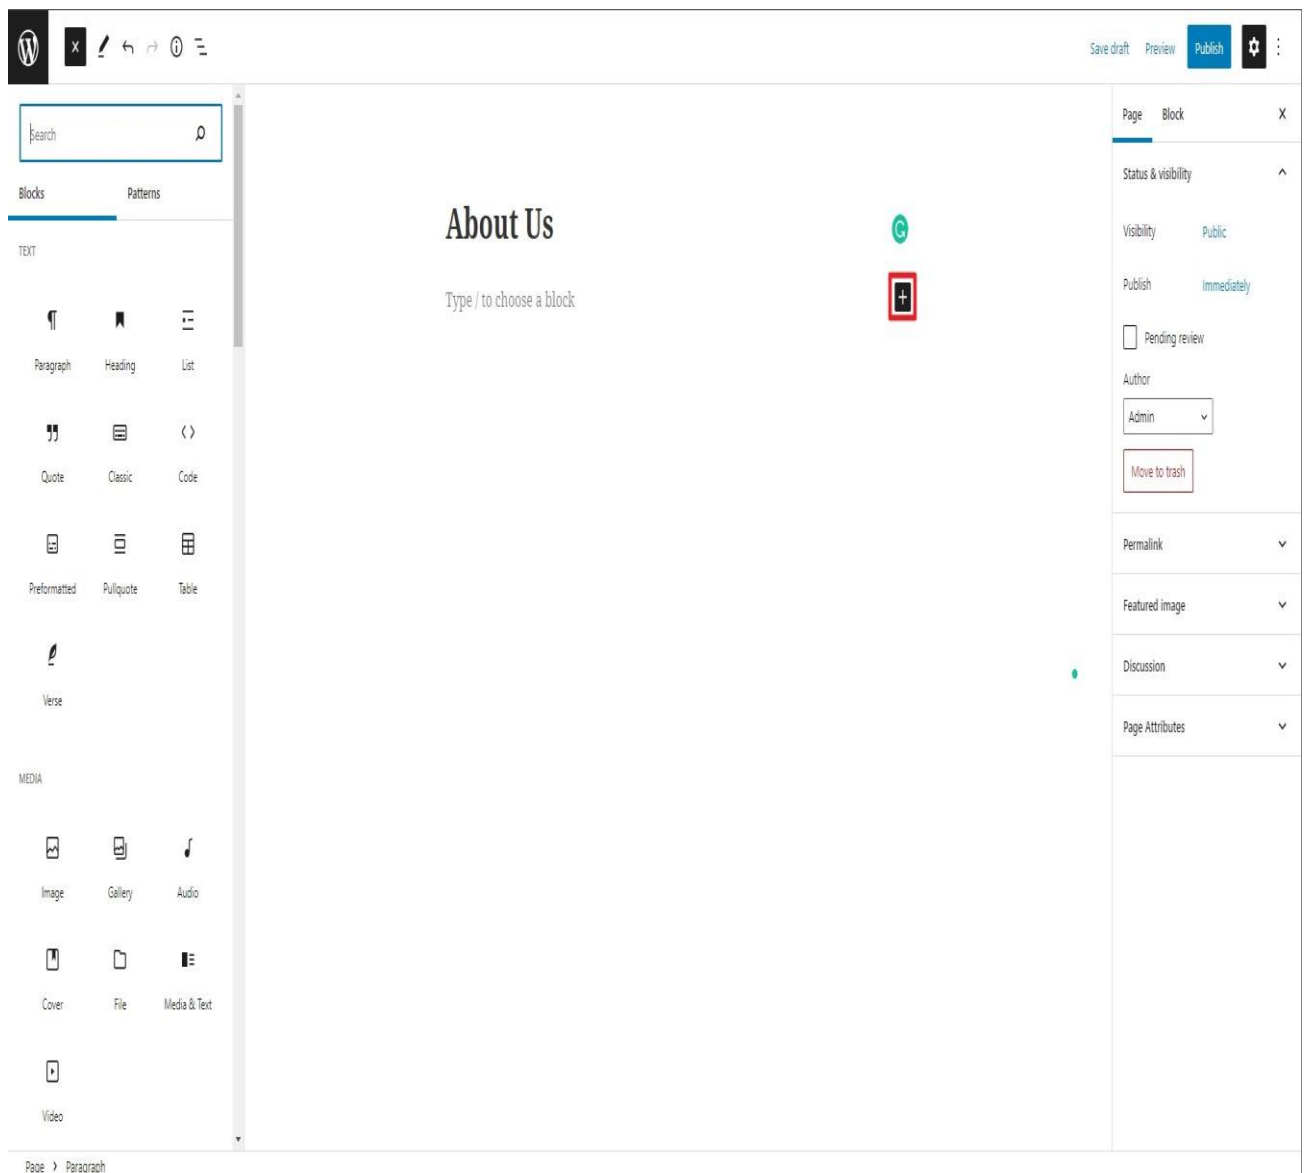 Save draft Preview Publish
Search
Blocks Patterns
TEXT
Paragraph Heading List
Quote Classic Code
Preformatted Pullquote Table
Verse
MEDIA
Image Gallery Audio
Cover File Media & Text
Video
About Us
Type / to choose a block
Page Block
Status & visibility
Visibility Public
Publish Immediately
Pending review
Author
Admin
Move to trash
Permalink
Featured image
Discussion
Page Attributes
Page > Paragraph